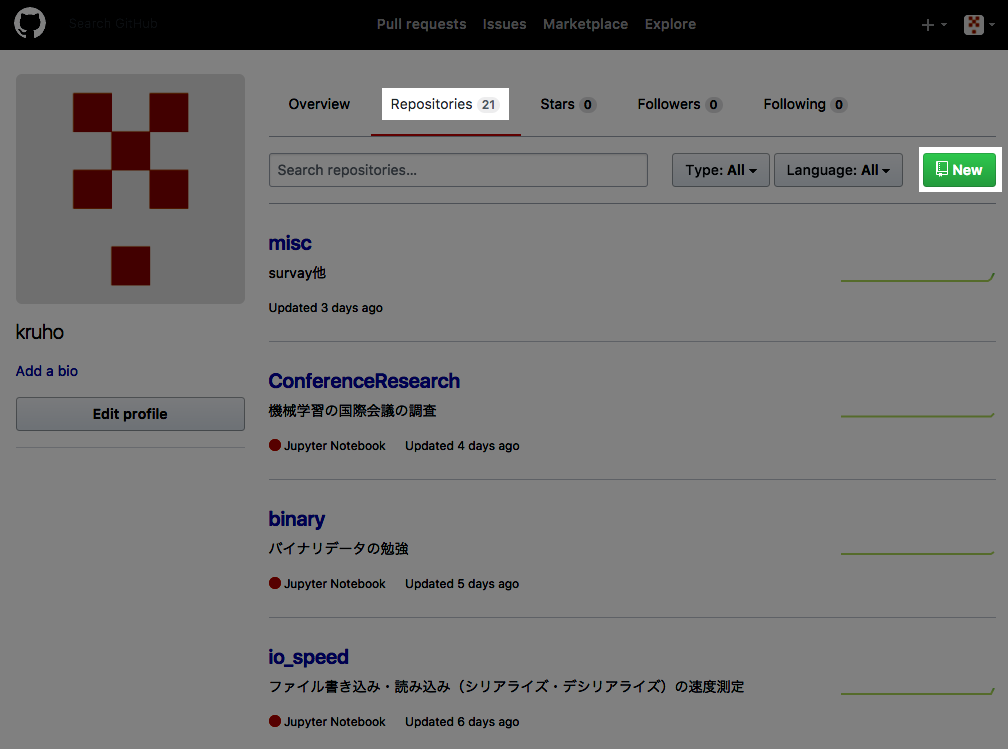 Search GitHub Pull requests Issues Marketplace Explore
Overview Repositories 21 Stars 0 Followers 0 Following 0
Search repositories... Type: All Language: All New
misc
survay他
Updated 3 days ago
kruho
Add a bio
Edit profile
ConferenceResearch
機械学習の国際会議の調査
Jupyter Notebook Updated 4 days ago
binary
バイナリデータの勉強
Jupyter Notebook Updated 5 days ago
io_speed
ファイル書き込み・読み込み（シリアライズ・デシリアライズ）の速度測定
Jupyter Notebook Updated 6 days ago